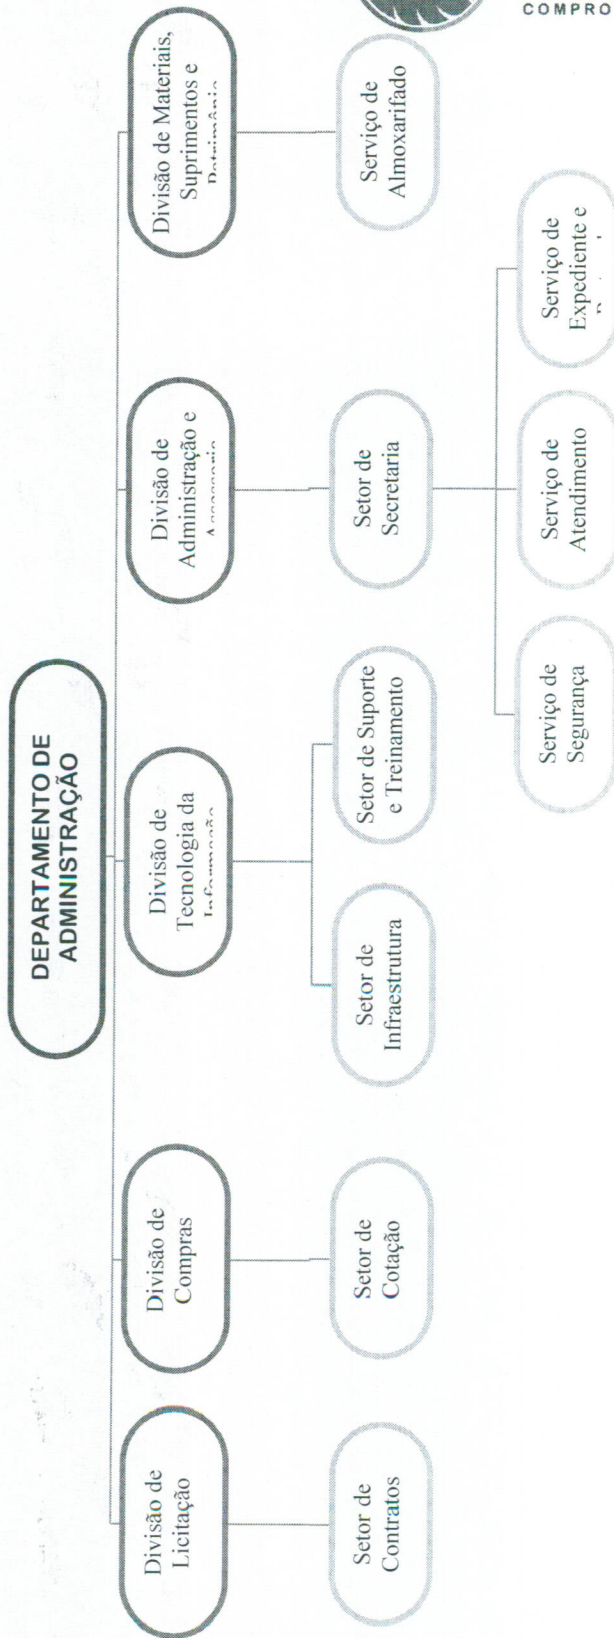 DEPARTAMENTO DE
ADMINISTRAÇÃO
Divisão de
Licitação
Divisão de
Compras
Divisão de
Tecnologia da
Informação
Divisão de
Administração e
Divisão de Materiais,
Suprimentos e
Patrimônio
Setor de
Contratos
Setor de
Cotação
Setor de
Infraestrutura
Setor de Suporte
e Treinamento
Setor de
Secretaria
Serviço de
Almoxarifado
Serviço de
Segurança
Serviço de
Atendimento
Serviço de
Expediente e
COMPRO